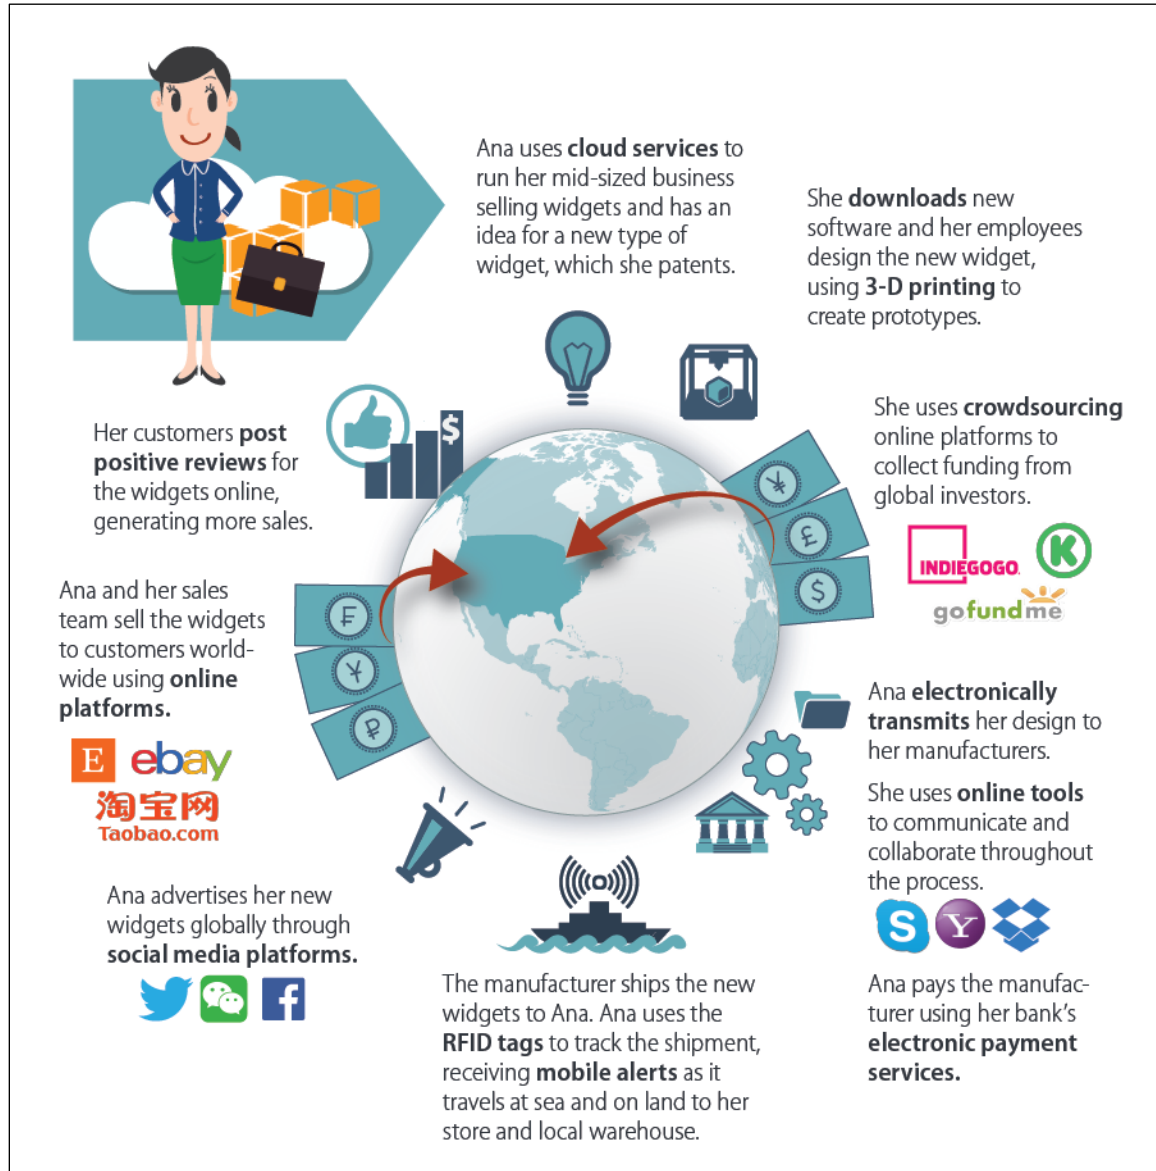 Ana uses cloud services to
run her mid-sized business
selling widgets and has an
idea for a new type of
widget, which she patents.
She downloads new
software and her employees
design the new widget,
using 3-D printing to
create prototypes.
She uses crowdsourcing
online platforms to
collect funding from
global investors.
INDIEGOGO.
K
gofundme
¥
£
$
Ana electronically
transmits her design to
her manufacturers.
She uses online tools
to communicate and
collaborate throughout
the process.
S
Y
Ana pays the manufac-
turer using her bank's
electronic payment
services.
The manufacturer ships the new
widgets to Ana. Ana uses the
RFID tags to track the shipment,
receiving mobile alerts as it
travels at sea and on land to her
store and local warehouse.
Ana advertises her new
widgets globally through
social media platforms.
f
Ana and her sales
team sell the widgets
to customers world-
wide using online
platforms.
E
ebay
淘宝网
Taobao.com
₣
¥
₽
Her customers post
positive reviews for
the widgets online,
generating more sales.
$